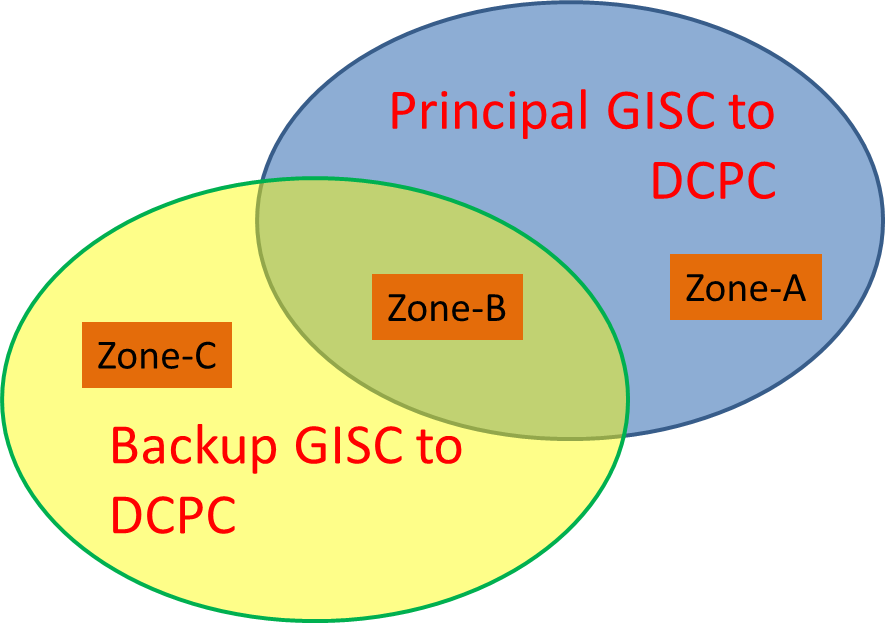 Principal GISC to
DCPC
Zone-A
Zone-B
Zone-C
Backup GISC to
DCPC